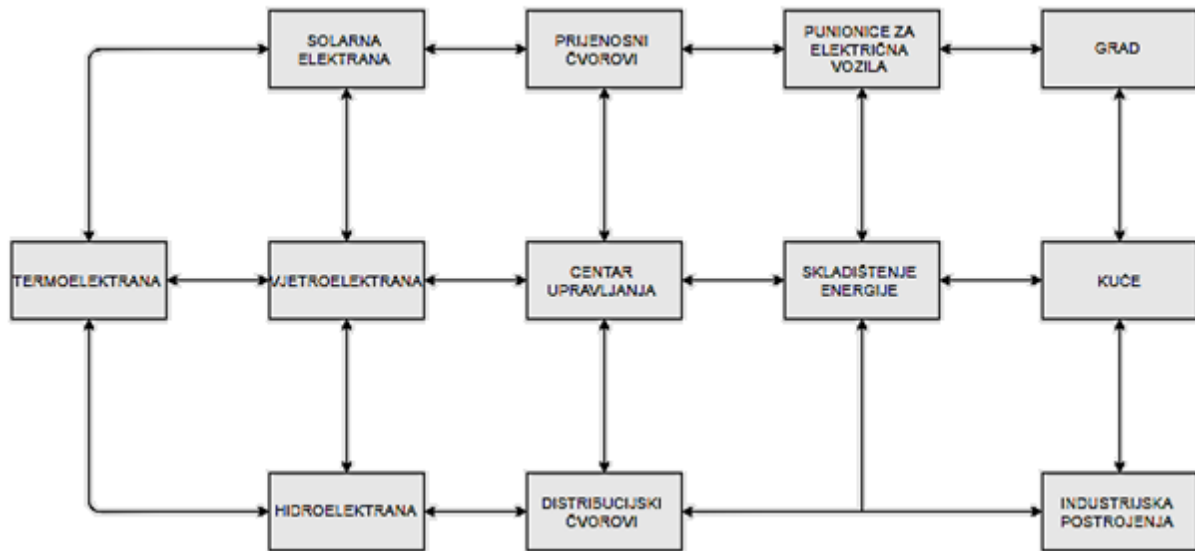 SOLARNA
ELEKTRANA
PRIJENOSNI
ČVOROVI
PUNIONICE ZA
ELEKTRIČNA
VOZILA
GRAD
TERMOELEKTRANA
VJETROELEKTRANA
CENTAR
UPRAVLJANJA
SKLADIŠTENJE
ENERGIJE
KUĆE
HIDROELEKTRANA
DISTRIBUCIJSKI
ČVOROVI
INDUSTRIJSKA
POSTROJENJA